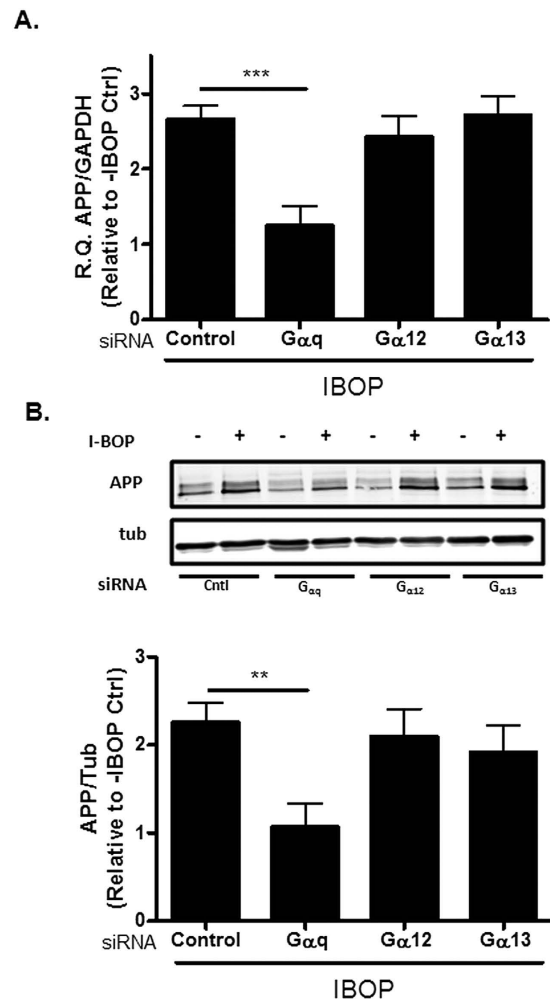 A.
R.Q. APP/GAPDH
(Relative to -IBOP Ctrl)
3
2
1
0
***
siRNA Control Gαq Gα12 Gα13
IBOP
B.
I-BOP - + - + - + - +
APP
tub
siRNA Cntl Gαq Gα12 Gα13
APP/Tub
(Relative to -IBOP Ctrl)
3
2
1
0
**
siRNA Control Gαq Gα12 Gα13
IBOP